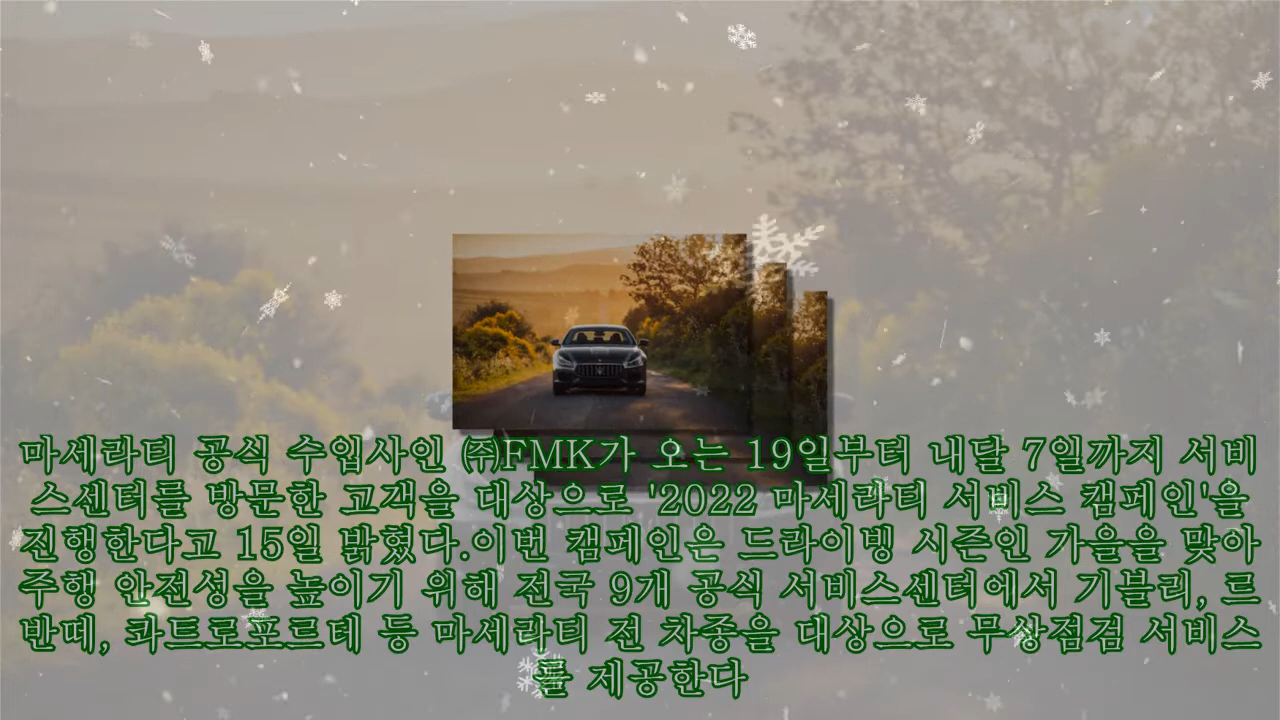 마세라티 공식 수입사인 ㈜FMK가 오는 19일부터 내달 7일까지 서비
스센터를 방문한 고객을 대상으로 '2022 마세라티 서비스 캠페인'을
진행한다고 15일 밝혔다.이번 캠페인은 드라이빙 시즌인 가을을 맞아
주행 안전성을 높이기 위해 전국 9개 공식 서비스센터에서 기블리, 르
반떼, 콰트로포르테 등 마세라티 전 차종을 대상으로 무상점검 서비스
를 제공한다